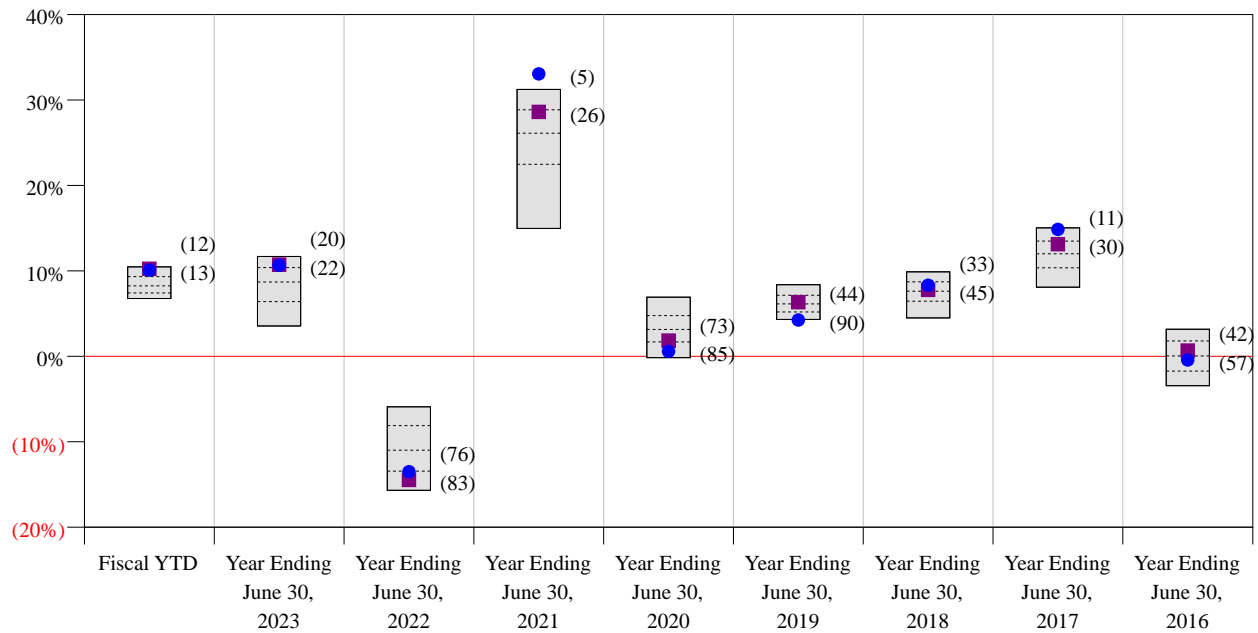 40%
30%
20%
10%
0%
(10%)
(20%)
(12)
(13)
(20)
(22)
(76)
(83)
(5)
(26)
(73)
(85)
(44)
(90)
(33)
(45)
(11)
(30)
(42)
(57)
Fiscal YTD
Year Ending
June 30,
2023
Year Ending
June 30,
2022
Year Ending
June 30,
2021
Year Ending
June 30,
2020
Year Ending
June 30,
2019
Year Ending
June 30,
2018
Year Ending
June 30,
2017
Year Ending
June 30,
2016